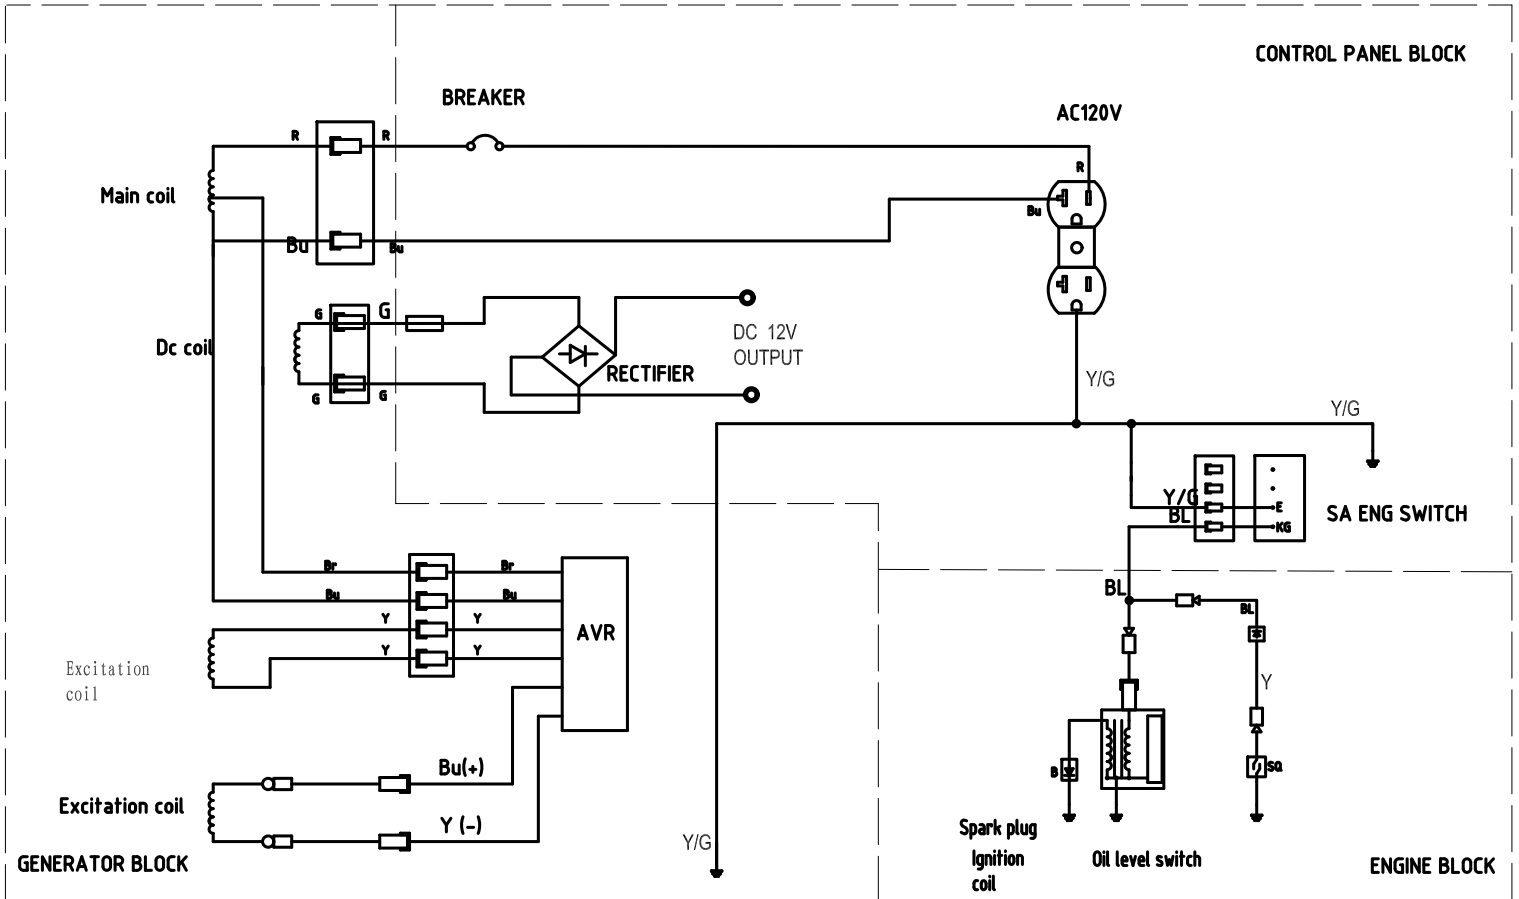 CONTROL PANEL BLOCK
BREAKER
AC120V
R
R
R
Main coil
Bu
Bu
Bu
G
G
Dc coil
DC 12V
OUTPUT
RECTIFIER
G
G
Y/G
Y/G
Y/G
BL
E
KG
SA ENG SWITCH
Br
Br
Bu
Bu
Y
Y
Y
Y
AVR
BL
BL
Excitation
coil
Y
Bu(+)
B
SQ
Excitation coil
Y (-)
Y/G
Spark plug
Ignition
coil
Oil level switch
GENERATOR BLOCK
ENGINE BLOCK